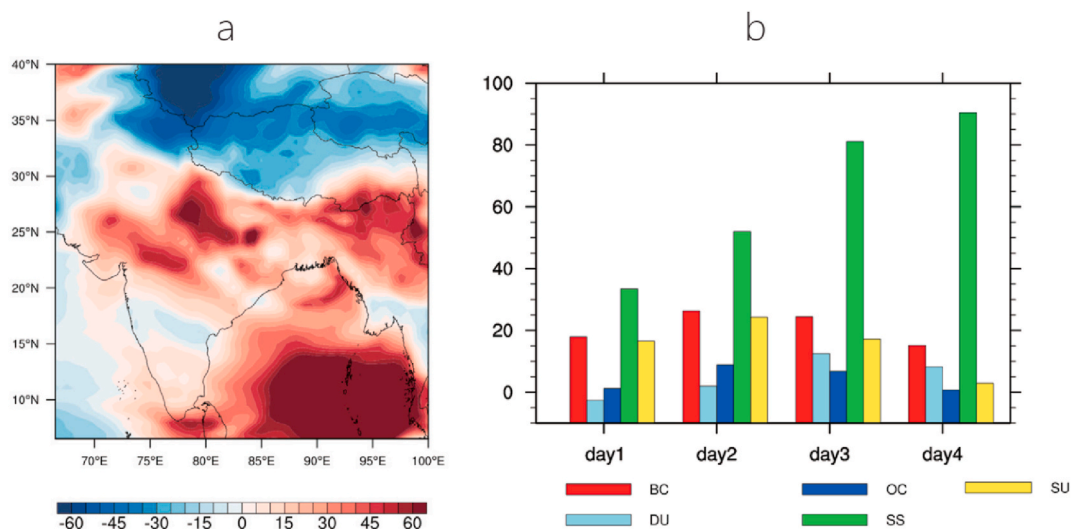 a
b
40°N
35°N
30°N
25°N
20°N
15°N
10°N
70°E 75°E 80°E 85°E 90°E 95°E 100°E
-60 -45 -30 -15 0 15 30 45 60
100
80
60
40
20
0
day1 day2 day3 day4
BC OC SU
DU SS